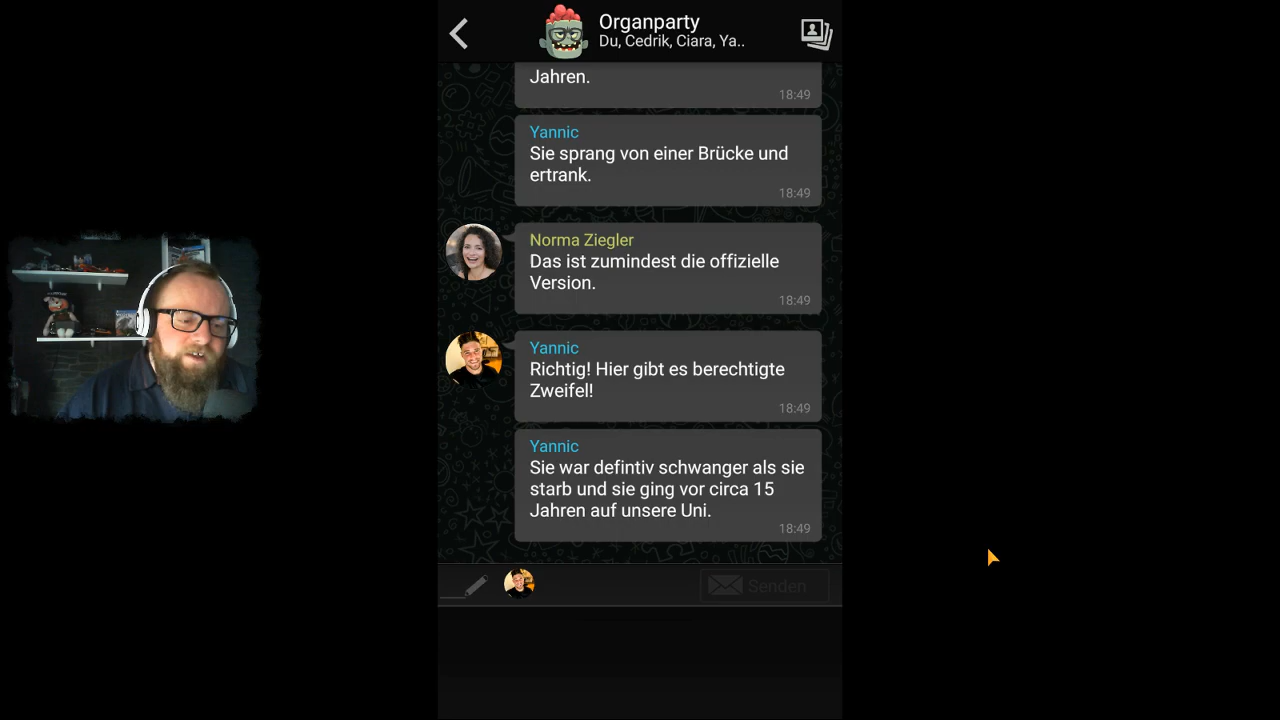 Organparty
Du, Cedrik, Ciara, Ya..
Jahren.
18:49
Yannic
Sie sprang von einer Brücke und
ertrank.
18:49
Norma Ziegler
Das ist zumindest die offizielle
Version.
18:49
Yannic
Richtig! Hier gibt es berechtigte
Zweifel!
18:49
Yannic
Sie war defintiv schwanger als sie
starb und sie ging vor circa 15
Jahren auf unsere Uni.
18:49
Senden